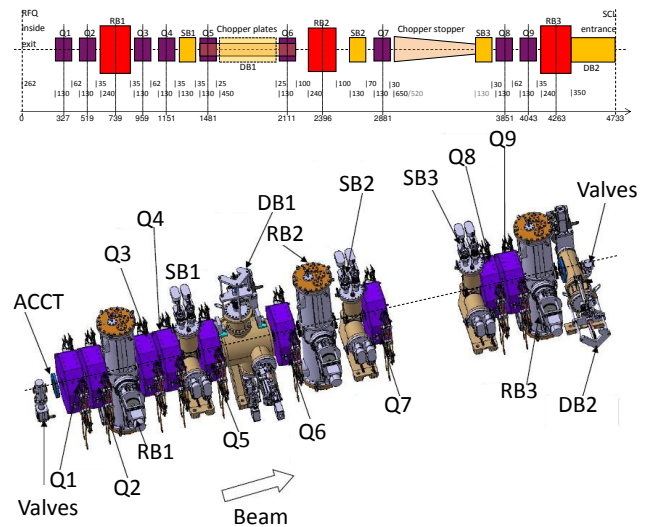 RFQ
inside
exit
SCL
entrance
Q1 Q2 RB1 Q3 Q4 SB1 Q5 Chopper plates Q6 RB2 SB2 Q7 Chopper stopper SB3 Q8 Q9 RB3
DB1 DB2
|262 |62 |35 |35 |62 |35 |35 |25 |25 |100 |100 |70 |30 |30 |62 |35 |350
|130 |130 |240 |130 |130 |130 |130 |450 |130 |240 |130 |130 |650/520 |130 |130 |130 |240
0 327 519 739 959 1151 1481 2111 2396 2881 3851 4043 4263 4733
Q9
Q8
SB3
Valves
SB2
DB1
RB2
Q4
Q3
SB1
ACCT
RB3
DB2
Q7
Q6
Q5
RB1
Q2
Q1
Valves
Beam